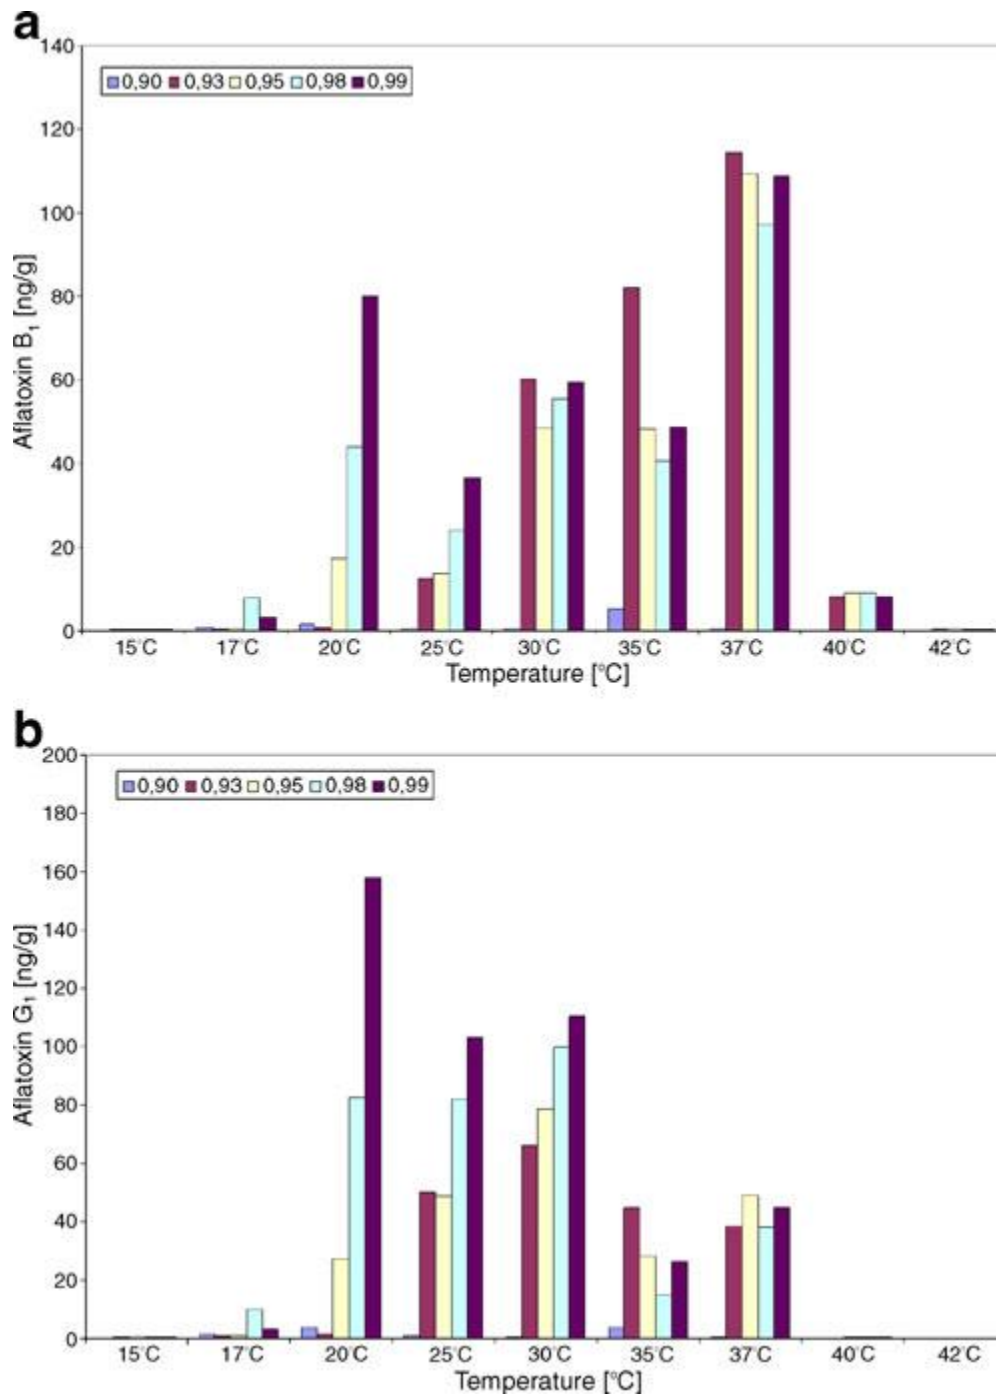 a
140
120
100
80
60
40
20
0
0,90 0,93 0,95 0,98 0,99
Aflatoxin B₁ [ng/g]
15°C 17°C 20°C 25°C 30°C 35°C 37°C 40°C 42°C
Temperature [°C]
b
200
180
160
140
120
100
80
60
40
20
0
0,90 0,93 0,95 0,98 0,99
Aflatoxin G₁ [ng/g]
15°C 17°C 20°C 25°C 30°C 35°C 37°C 40°C 42°C
Temperature [°C]